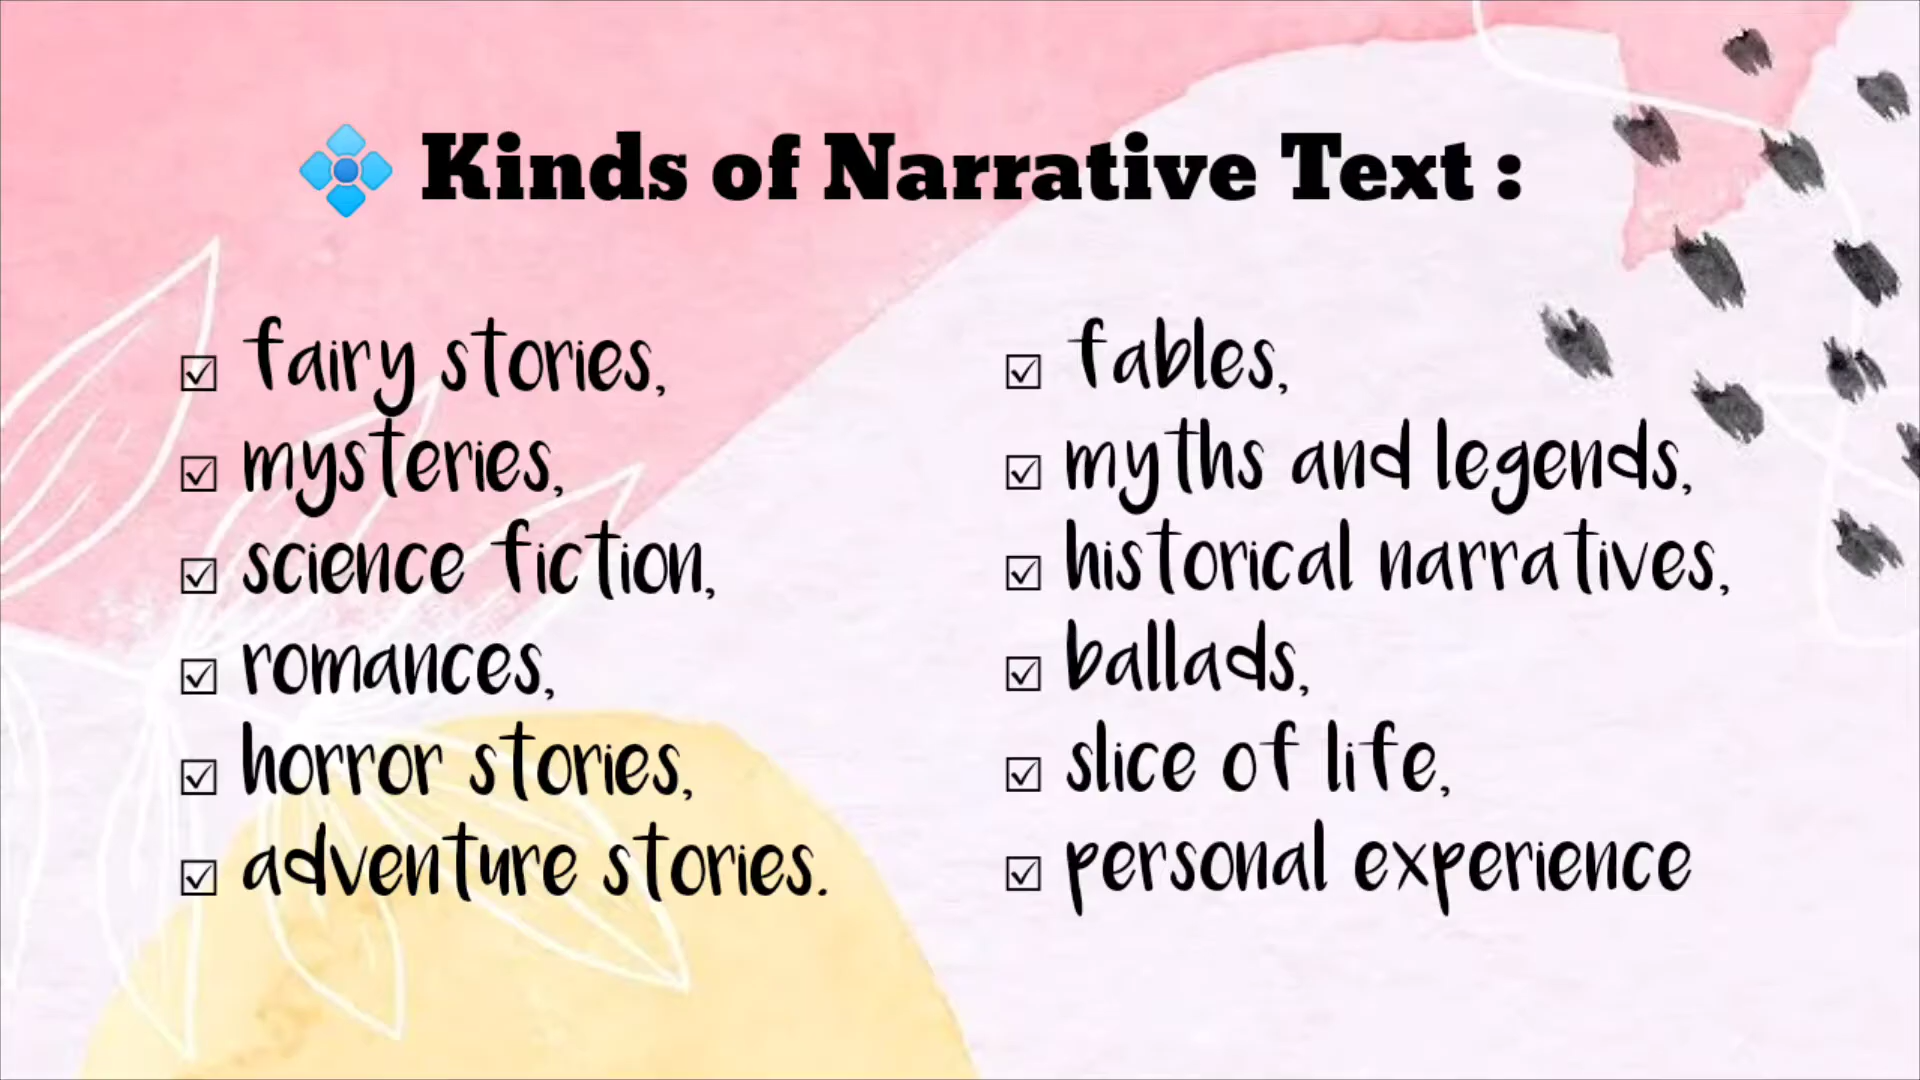 Kinds of Narrative Text :
fairy stories,
mysteries,
science fiction,
romances,
horror stories,
adventure stories.
fables,
myths and legends,
historical narratives,
ballads,
slice of life,
personal experience